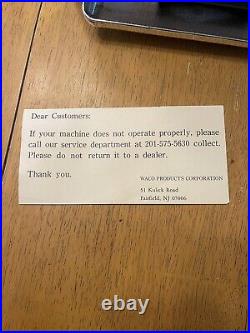 Dear Customers:
If your machine does not operate properly, please
call our service department at 201-575-5630 collect.
Please do not return it to a dealer.
Thank you.
WACO PRODUCTS CORPORATION
51 Kulick Road
Fairfield, NJ 07006